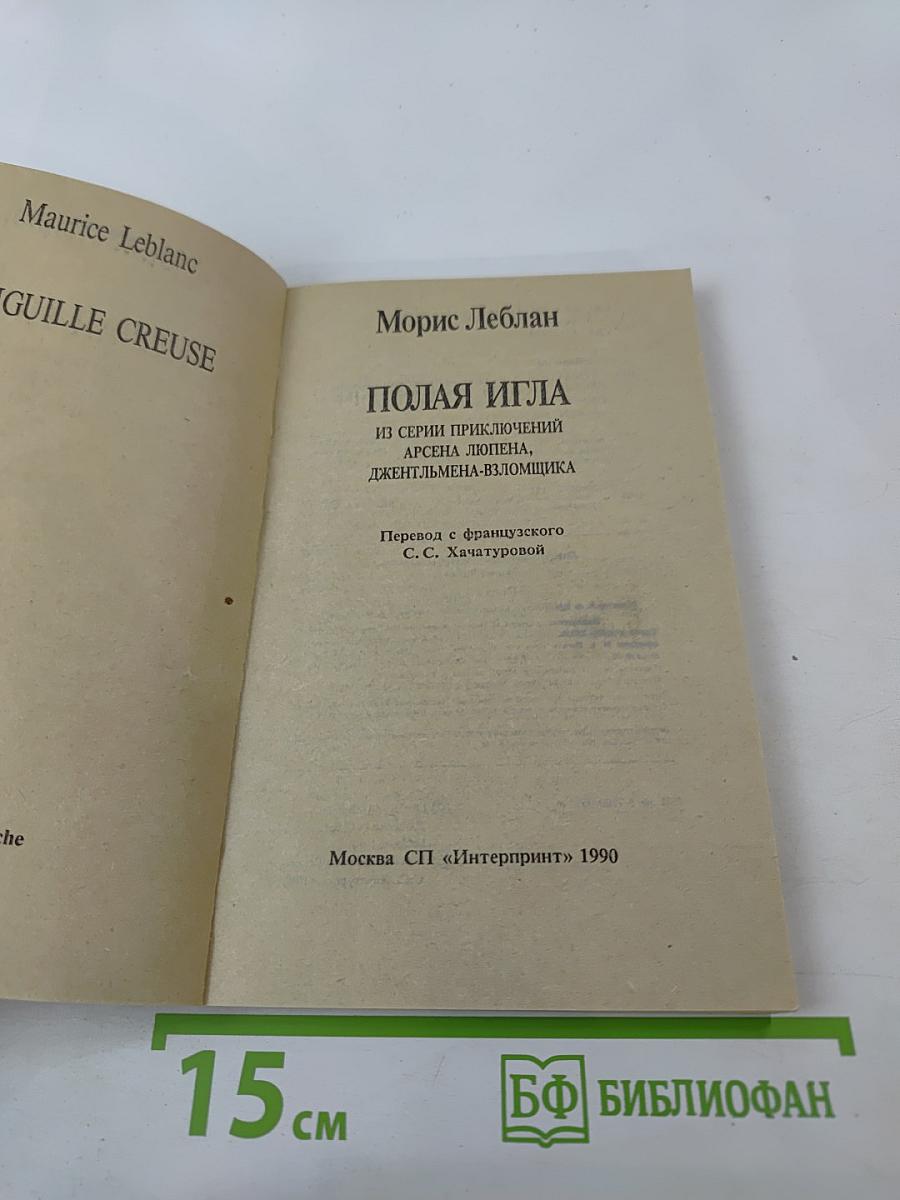 Maurice Leblanc
IGUILLE CREUSE
che
Морис Леблан
ПОЛАЯ ИГЛА
ИЗ СЕРИИ ПРИКЛЮЧЕНИЙ
АРСЕНА ЛЮПЕНА,
ДЖЕНТЛЬМЕНА-ВЗЛОМЩИКА
Перевод с французского
С. С. Хачатуровой
Москва СП «Интерпринт» 1990
15 см
БФ БИБЛИОФАН